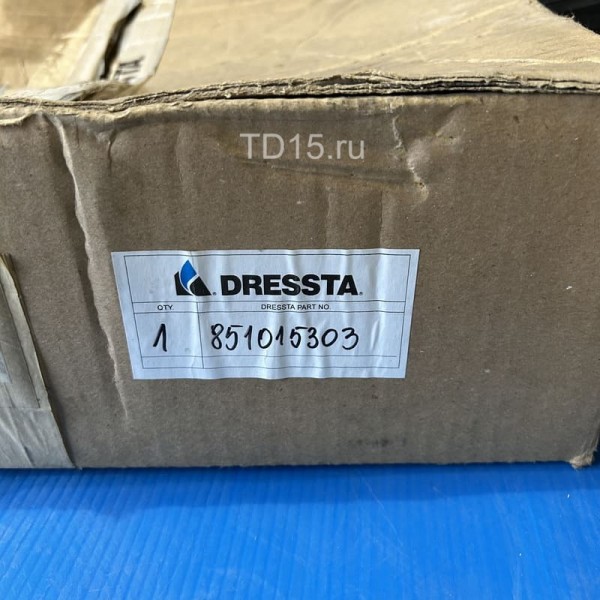 TD15.ru
DRESSTA
QTY. DRESSTA PART NO.
1 851015303